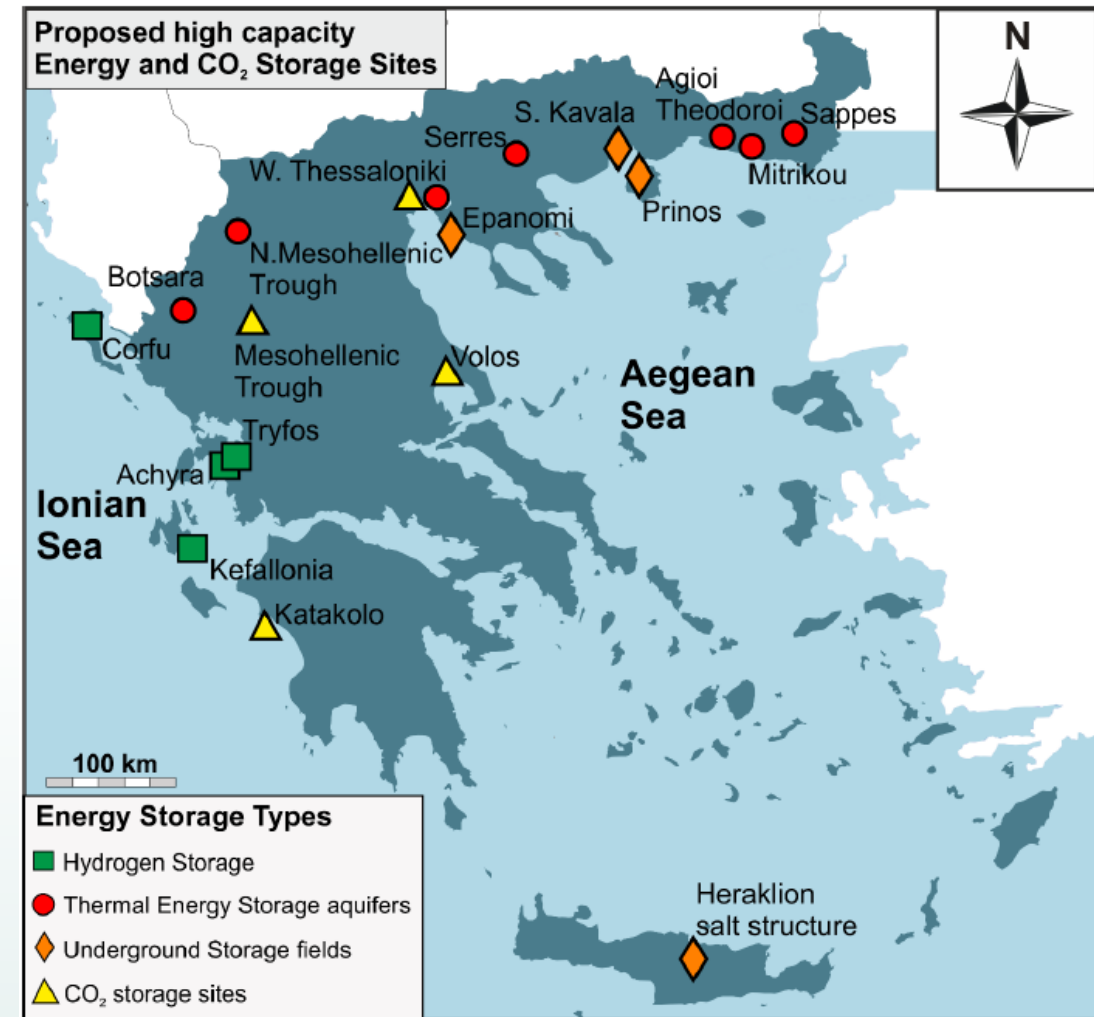 Proposed high capacity
Energy and CO₂ Storage Sites
N
Agioi
Theodoroi
Sappes
S. Kavala
Serres
Mitrikou
W. Thessaloniki
Prinos
Epanomi
N.Mesohellenic
Trough
Botsara
Corfu
Mesohellenic
Trough
Volos
Aegean
Sea
Tryfos
Achyra
Ionian
Sea
Kefallonia
Katakolo
100 km
Energy Storage Types
Hydrogen Storage
Thermal Energy Storage aquifers
Underground Storage fields
CO₂ storage sites
Heraklion
salt structure